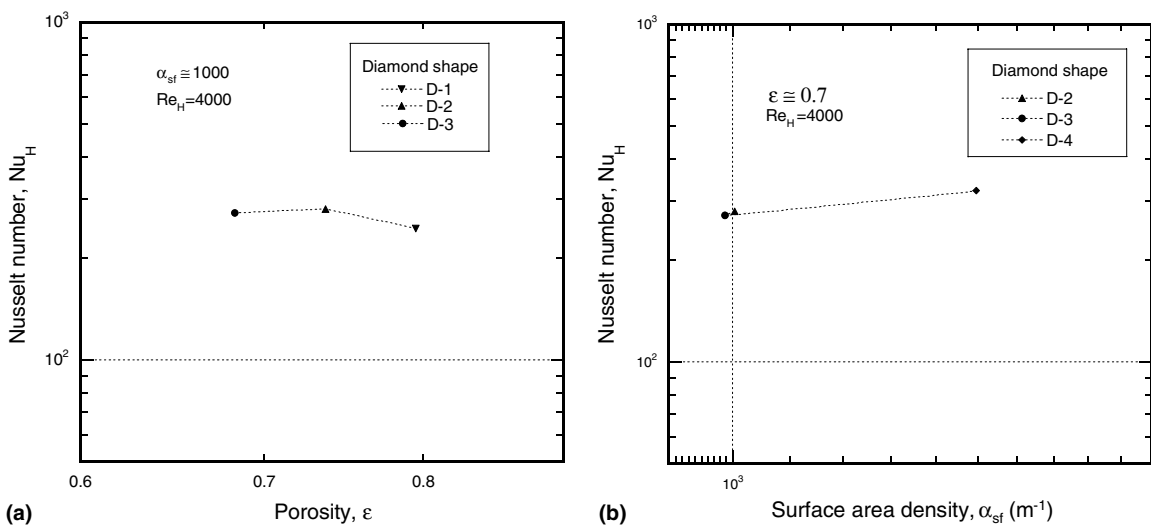 10³
α_sf ≅ 1000
Re_H=4000
Diamond shape
D-1
D-2
D-3
Nusselt number, Nu_H
10²
0.6
0.7
0.8
(a)
Porosity, ε
10³
ε ≅ 0.7
Re_H=4000
Diamond shape
D-2
D-3
D-4
Nusselt number, Nu_H
10²
10³
(b)
Surface area density, α_sf (m⁻¹)